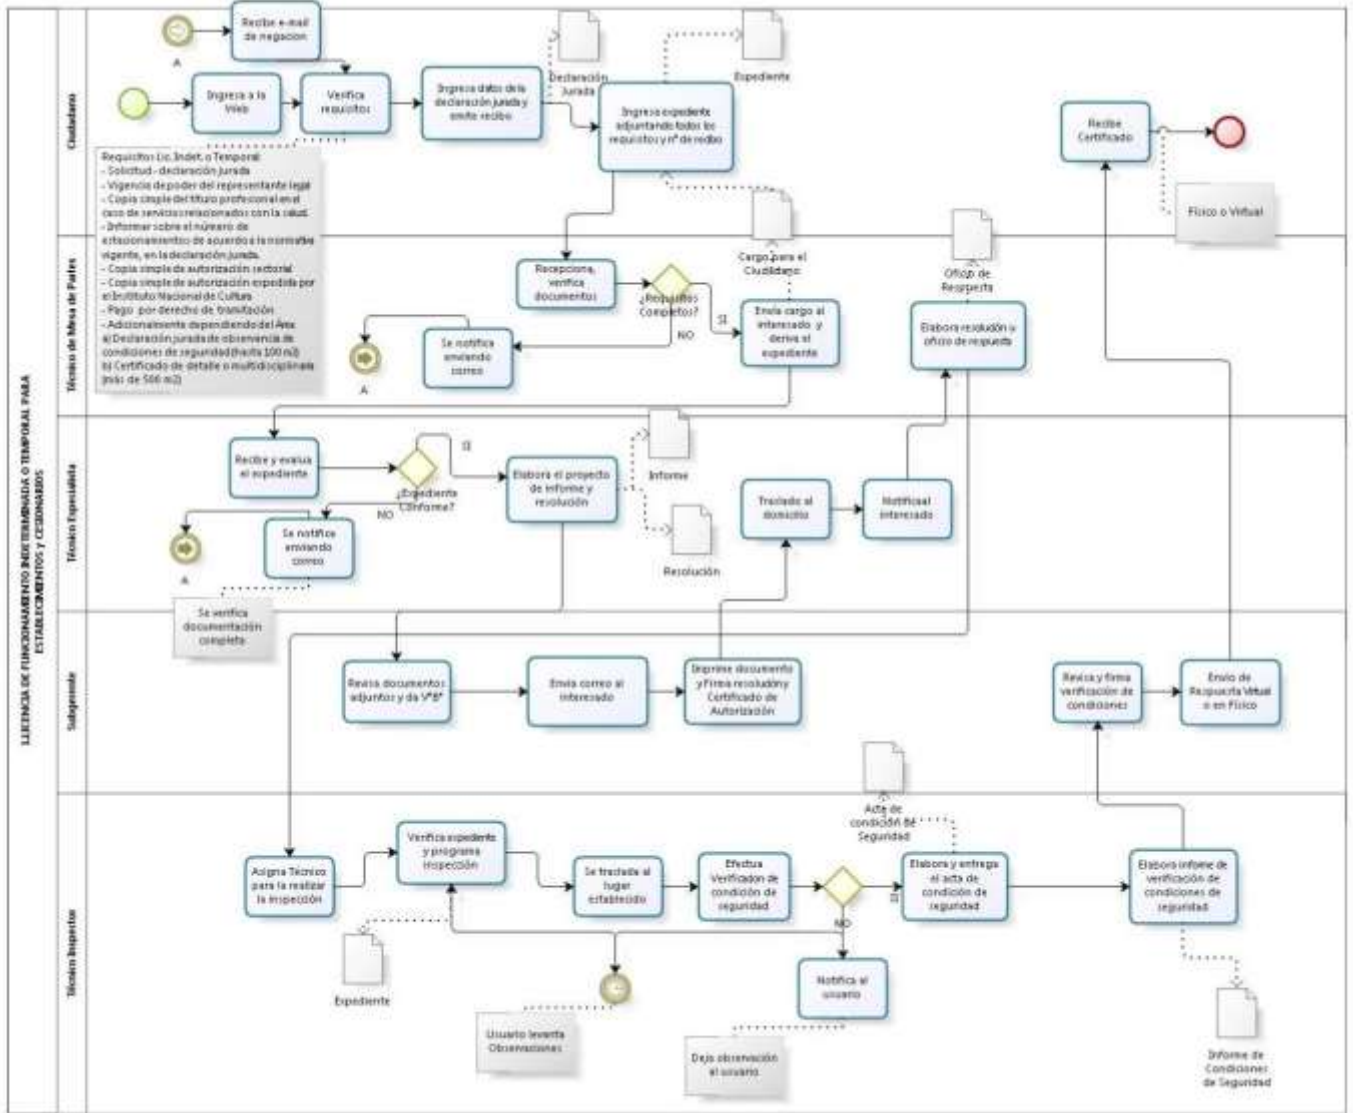 LICENCIA DE FUNCIONAMIENTO INDETERMINADA O TEMPORAL PARA
ESTABLECIMIENTOS y CESIONARIOS
Ciudadano
A
Recibe e-mail
de negacion
Ingresa a la
Web
Verifica
requisitos
Ingresa datos de la
declaración jurada y
emite recibo
Declaración
Jurada
Ingresa expediente
adjuntando todos los
requisitos y nº de recibo
Expediente
Recibe
Certificado
Físico o Virtual
Requisitos Lic. Indet. o Temporal
- Solicitud - declaración jurada
- Vigencia de poder del representante legal
- Copia simple del título profesional en el
caso de servicios relacionados con la salud.
- Informar sobre el número de
estacionamientos de acuerdo a la normativa
vigente, en la declaración jurada.
- Copia simple de autorización sectorial
- Copia simple de autorización expedida por
el Instituto Nacional de Cultura
- Pago por derecho de tramitación
- Adicionalmente dependiendo del Área
a) Declaración jurada de observancia de
condiciones de seguridad (hasta 100 m2)
b) Certificado de detalle o multidisciplinaria
(más de 500 m2)
Técnico de Mesa de Partes
Recepciona,
verifica
documentos
¿Requisitos
Completos?
SI
NO
Se notifica
enviando
correo
A
Cargo para el
Ciudadano
Envía cargo al
interesado y
deriva el
expediente
Oficio de
Respuesta
Elabora resolución u
oficio de respuesta
Técnico Especialista
Recibe y evalua
el expediente
¿Expediente
Conforme?
SI
NO
Se notifica
enviando
correo
A
Se verifica
documentación
completa
Elabora el proyecto
de informe y
resolución
Informe
Resolución
Traslado al
domicilio
Notifica al
interesado
Subgerente
Revisa documentos
adjuntos y da VºBº
Envia correo al
interesado
Imprime documento
y Firma resolución y
Certificado de
Autorización
Revisa y firma
verificación de
condiciones
Envio de
Respuesta Virtual
o en Físico
Técnico Inspector
Asigna Técnico
para la realizar
la inspección
Verifica expediente
y programa
inspección
Expediente
Se traslada al
lugar
establecido
Efectua
Verificación de
condición de
seguridad
SI
NO
Acta de
condición de
Seguridad
Elabora y entrega
el acta de
condición de
seguridad
Elabora informe de
verificación de
condiciones de
seguridad
Notifica al
usuario
Usuario levanta
Observaciones
Deja observación
al usuario
Informe de
Condiciones
de Seguridad